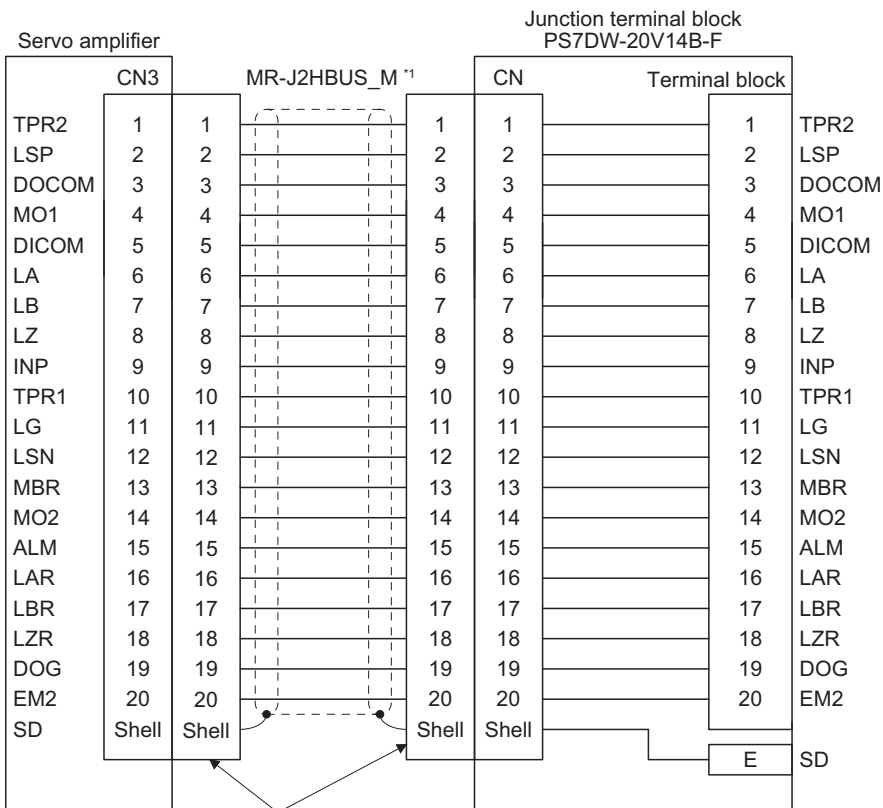 Junction terminal block
PS7DW-20V14B-F
Servo amplifier
CN3 MR-J2HBUS_M *1 CN Terminal block
TPR2 1 1 1 1 1 TPR2
LSP 2 2 2 2 2 LSP
DOCOM 3 3 3 3 3 DOCOM
MO1 4 4 4 4 4 MO1
DICOM 5 5 5 5 5 DICOM
LA 6 6 6 6 6 LA
LB 7 7 7 7 7 LB
LZ 8 8 8 8 8 LZ
INP 9 9 9 9 9 INP
TPR1 10 10 10 10 10 TPR1
LG 11 11 11 11 11 LG
LSN 12 12 12 12 12 LSN
MBR 13 13 13 13 13 MBR
MO2 14 14 14 14 14 MO2
ALM 15 15 15 15 15 ALM
LAR 16 16 16 16 16 LAR
LBR 17 17 17 17 17 LBR
LZR 18 18 18 18 18 LZR
DOG 19 19 19 19 19 DOG
EM2 20 20 20 20 20 EM2
SD Shell Shell Shell Shell
E SD